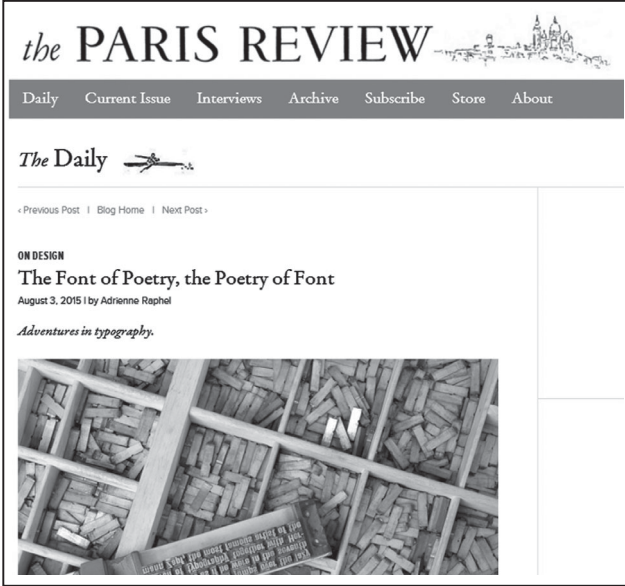 the PARIS REVIEW
Daily Current Issue Interviews Archive Subscribe Store About
The Daily
‹ Previous Post | Blog Home | Next Post ›
ON DESIGN
The Font of Poetry, the Poetry of Font
August 3, 2015 | by Adrienne Raphel
Adventures in typography.